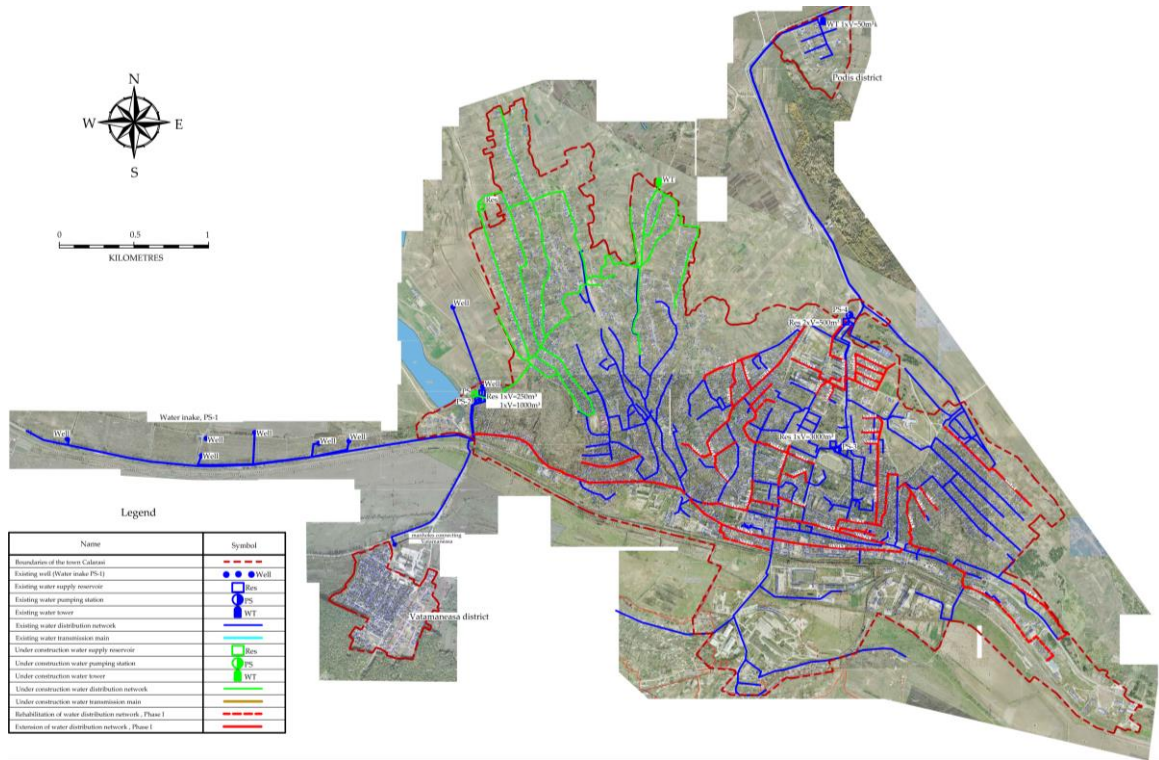 WT 1xV=50m³/s
Podis district
N
W E
S
WT
Res
0 0.5 1
KILOMETRES
Well
PS-4
Res 2xV=500m³
Well
PS-2
Res 1xV=250m³
1xV=1000m³
Water inake, PS-1
Well
Well
Well
Well
Well
Well
Res 1xV=3000m³
PS-3
manholes connecting
Vatamaneasa
Vatamaneasa district
Legend
Name Symbol
Boundaries of the town Calarasi
Existing well (Water inake PS-1) Well
Existing water supply reservoir Res
Existing water pumping station PS
Existing water tower WT
Existing water distribution network
Existing water transmission main
Under construction water supply reservoir Res
Under construction water pumping station PS
Under construction water tower WT
Under construction water distribution network
Under construction water transmission main
Rehabilitation of water distribution network , Phase I
Extension of water distribution network , Phase I